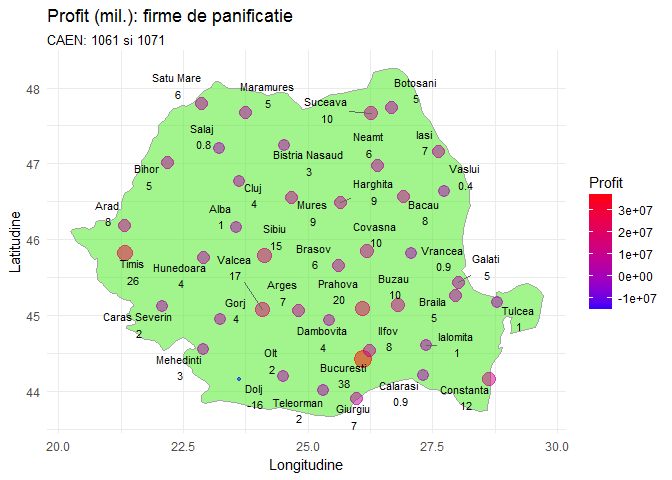 Profit (mil.): firme de panificatie
CAEN: 1061 si 1071
Latitudine
48
47
46
45
44
Satu Mare
6
Maramures
5
Botosani
5
Suceava
10
Salaj
0.8
Neamt
6
Iasi
7
Bistria Nasaud
3
Bihor
5
Vaslui
0.4
Cluj
4
Harghita
9
Mures
9
Bacau
8
Arad
8
Alba
1
Sibiu
15
Covasna
10
Brasov
6
Vrancea
0.9
Timis
26
Hunedoara
4
Valcea
17
Galati
5
Arges
7
Prahova
20
Buzau
10
Caras Severin
2
Gorj
4
Braila
5
Tulcea
1
Dambovita
4
Ilfov
8
Ialomita
1
Mehedinti
3
Olt
2
Bucuresti
38
Dolj
-16
Teleorman
2
Giurgiu
7
Calarasi
0.9
Constanta
12
20.0
22.5
25.0
27.5
30.0
Longitudine
Profit
3e+07
2e+07
1e+07
0e+00
-1e+07